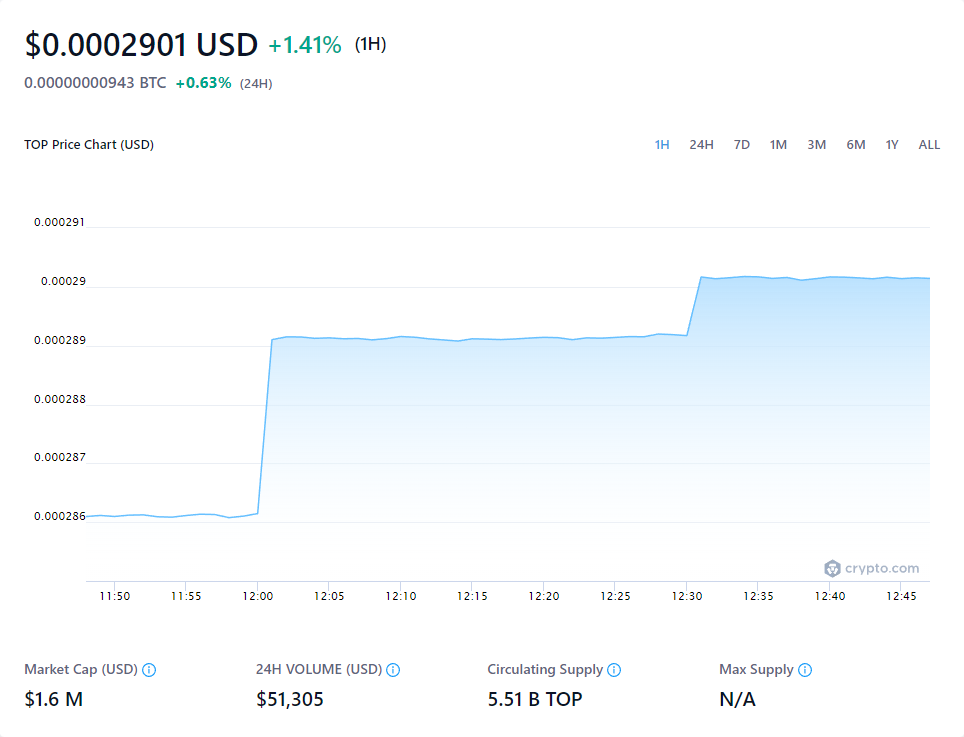 $0.0002901 USD +1.41% (1H)
0.00000000943 BTC +0.63% (24H)
TOP Price Chart (USD) 1H 24H 7D 1M 3M 6M 1Y ALL
0.000291
0.00029
0.000289
0.000288
0.000287
0.000286
crypto.com
11:50 11:55 12:00 12:05 12:10 12:15 12:20 12:25 12:30 12:35 12:40 12:45
Market Cap (USD) 24H VOLUME (USD) Circulating Supply Max Supply
$1.6 M $51,305 5.51 B TOP N/A